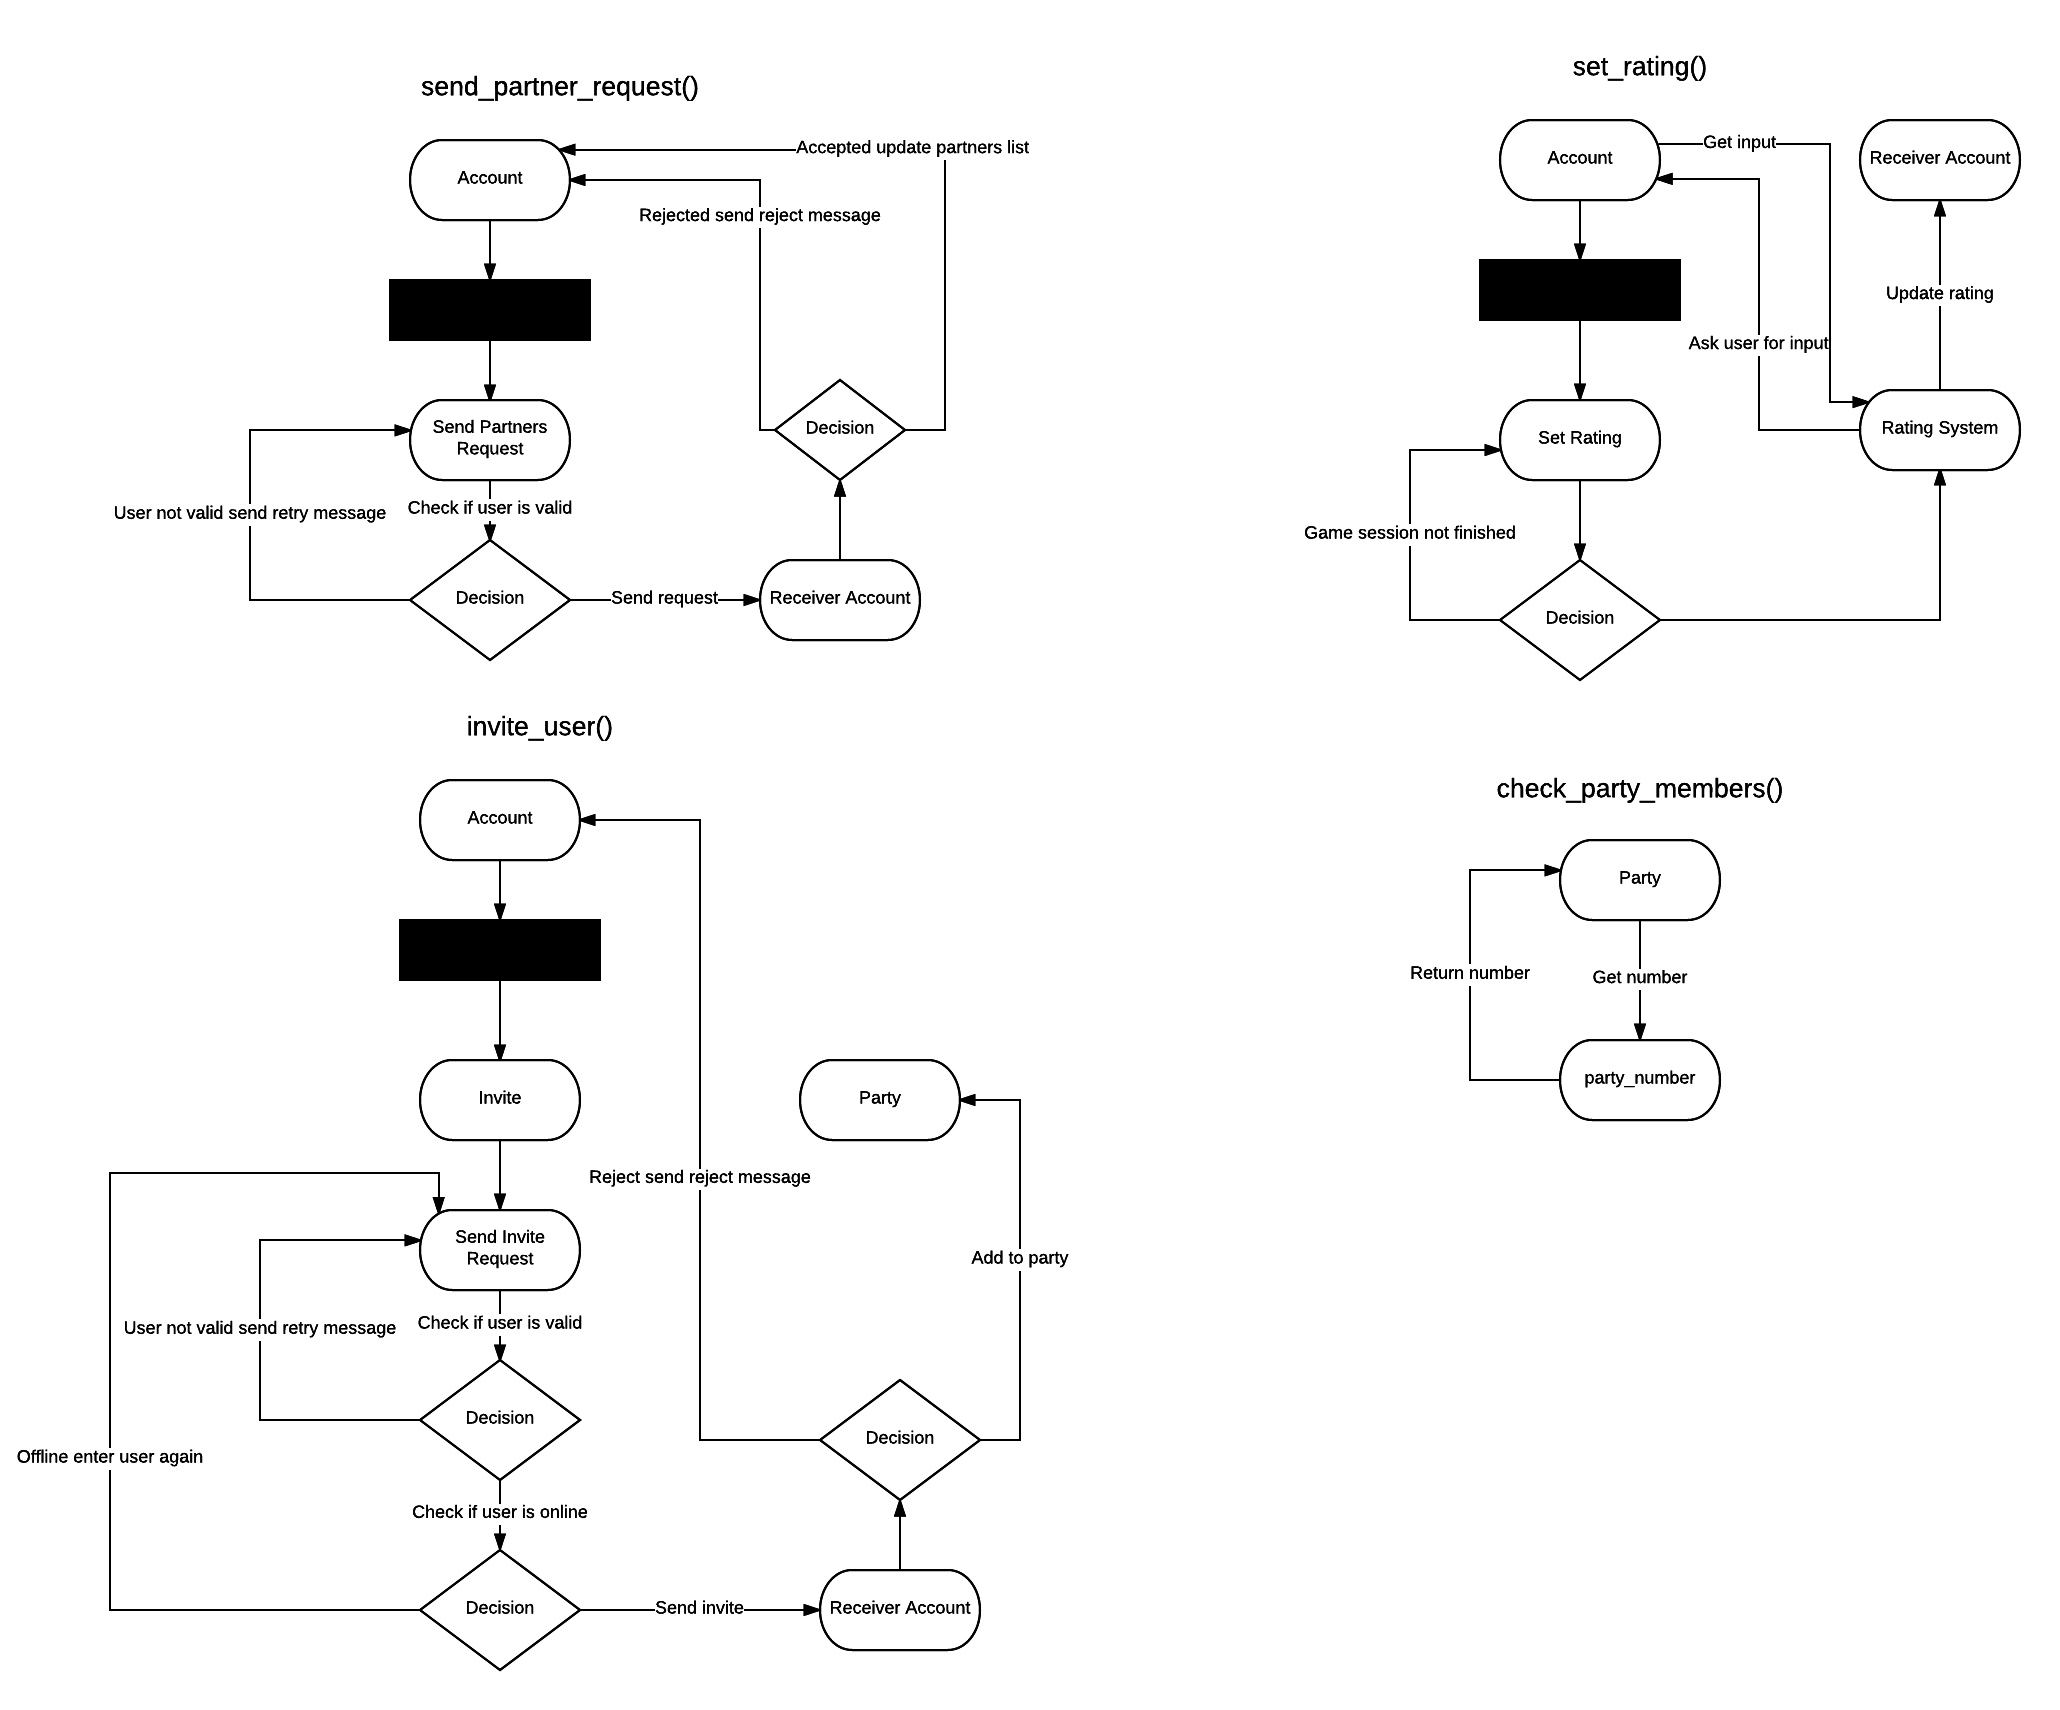 send_partner_request()
Account
Accepted update partners list
Rejected send reject message
Send Partners
Request
Decision
User not valid send retry message
Check if user is valid
Decision
Send request
Receiver Account
set_rating()
Account
Get input
Receiver Account
Update rating
Ask user for input
Set Rating
Rating System
Game session not finished
Decision
invite_user()
Account
Invite
Party
Reject send reject message
Send Invite
Request
Add to party
User not valid send retry message
Check if user is valid
Decision
Decision
Offline enter user again
Check if user is online
Decision
Send invite
Receiver Account
check_party_members()
Party
Return number
Get number
party_number